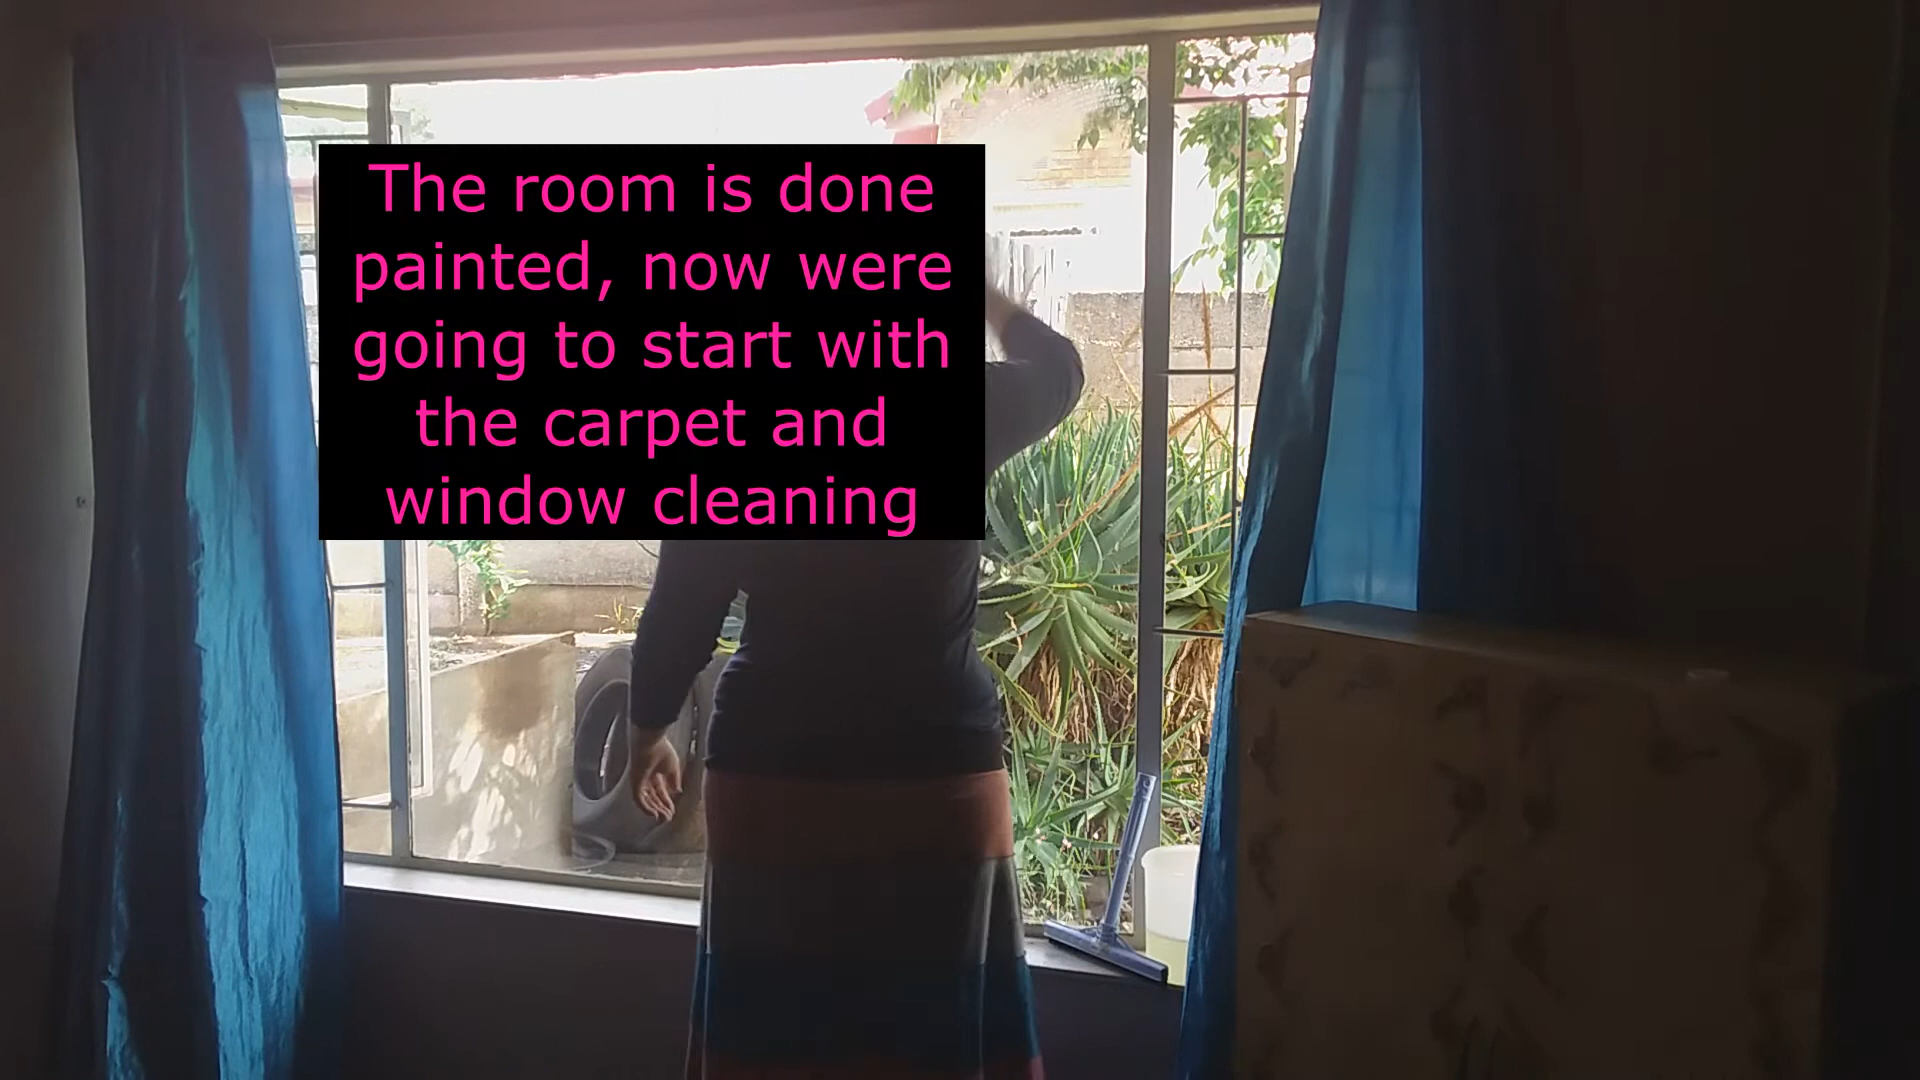 The room is done
painted, now were
going to start with
the carpet and
window cleaning